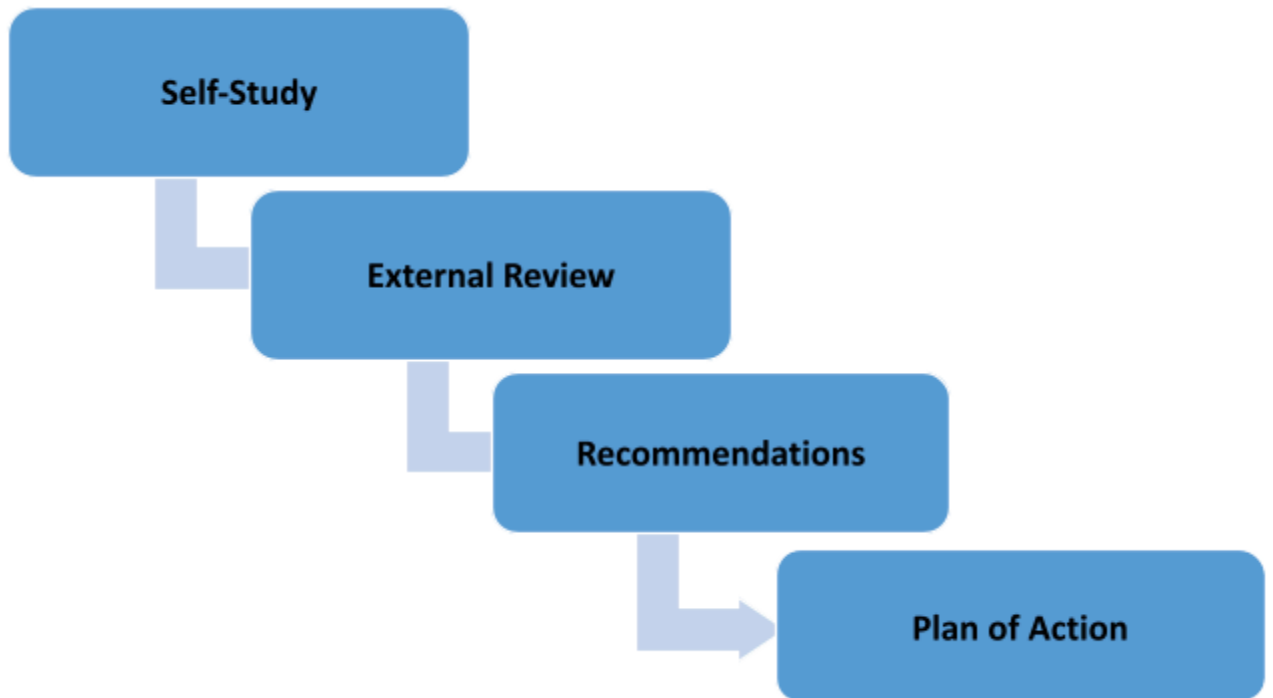 Self-Study
External Review
Recommendations
Plan of Action